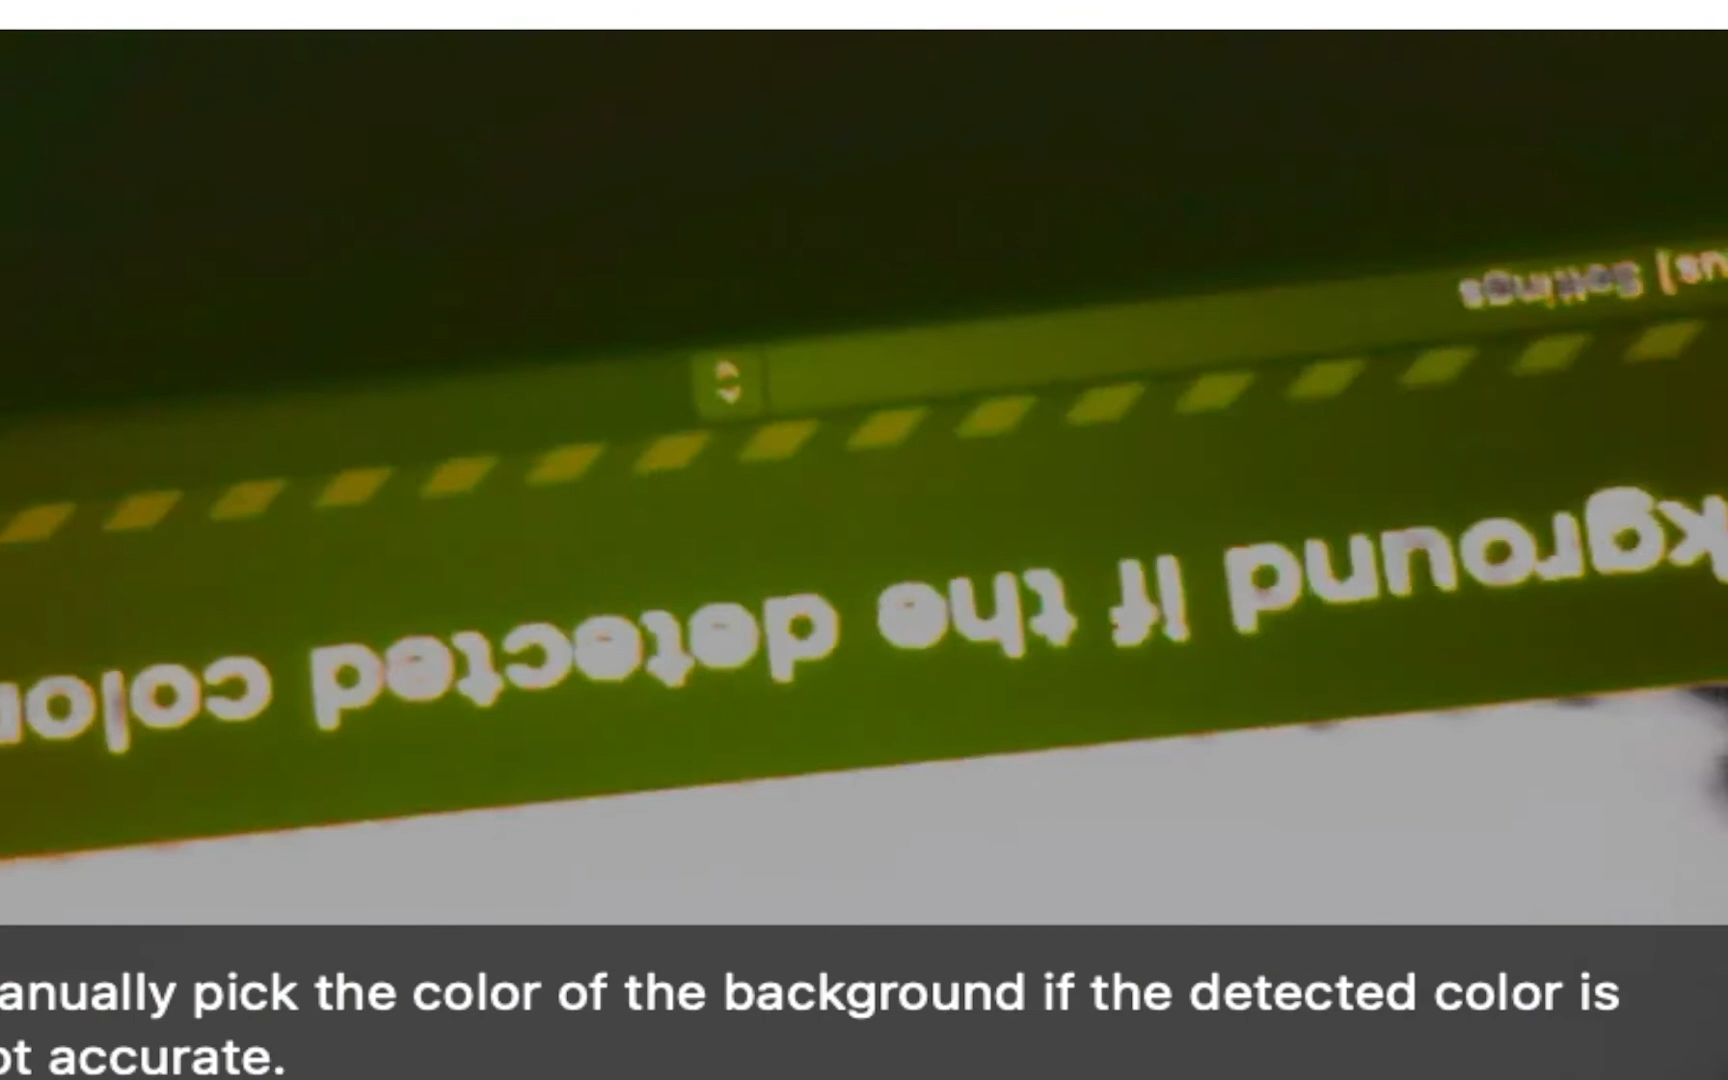 us] Settings
kground if the detected color
anually pick the color of the background if the detected color is
ot accurate.